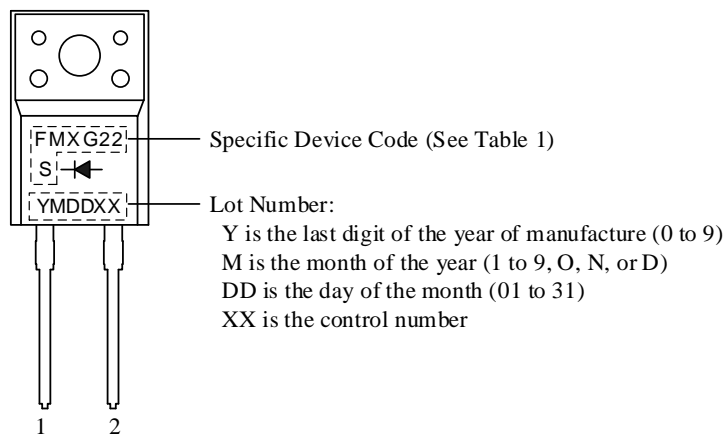 FMXG22
Specific Device Code (See Table 1)
S
YMDDXX
Lot Number:
Y is the last digit of the year of manufacture (0 to 9)
M is the month of the year (1 to 9, O, N, or D)
DD is the day of the month (01 to 31)
XX is the control number
1 2